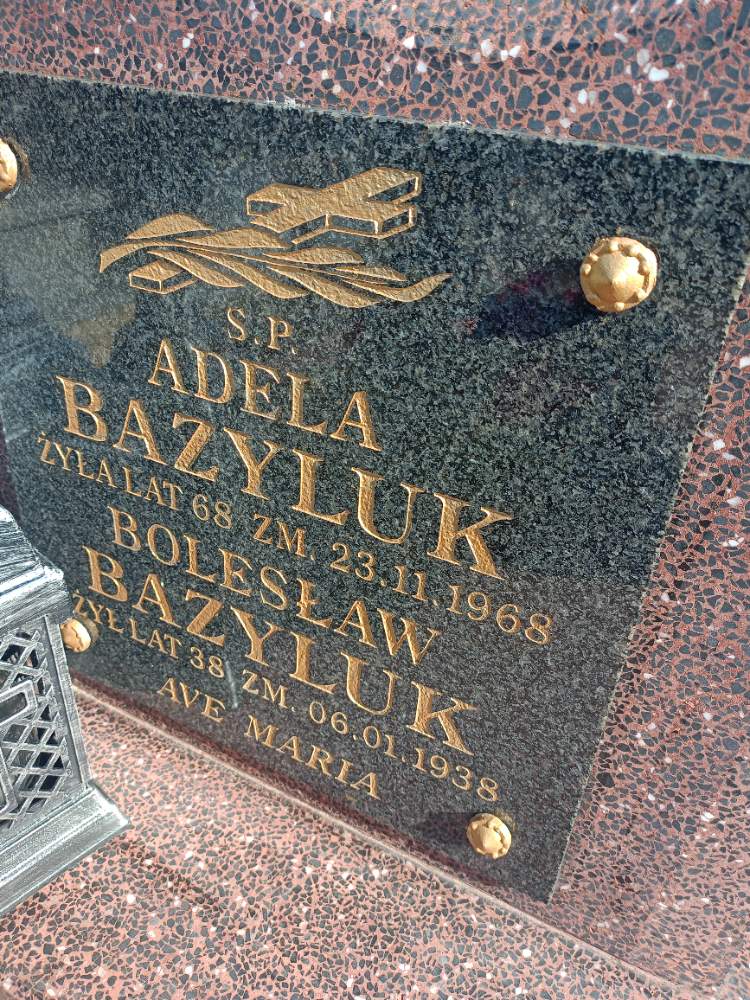 S.P.
ADELA
BAZYLUK
ŻYŁA LAT 68 ZM. 23.11.1968
BOLESŁAW
BAZYLUK
ŻYŁ LAT 38 ZM. 06.01.1938
AVE MARIA